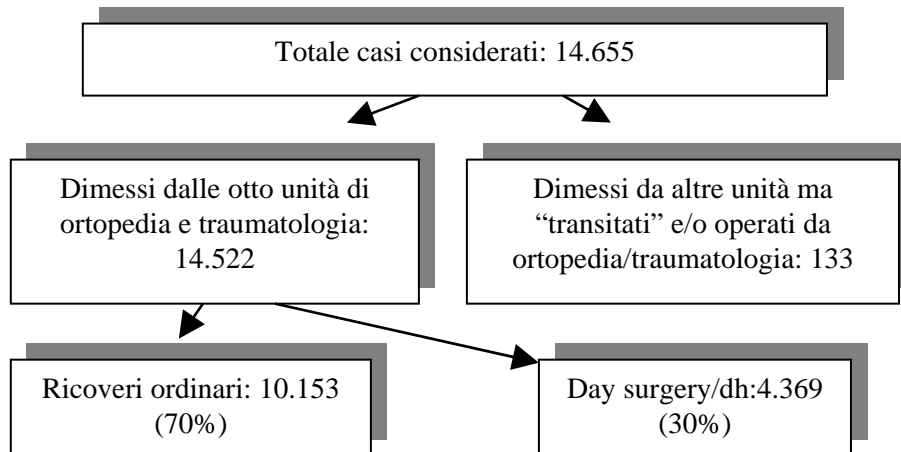 Totale casi considerati: 14.655
Dimessi dalle otto unità di
ortopedia e traumatologia:
14.522
Dimessi da altre unità ma
“transitati” e/o operati da
ortopedia/traumatologia: 133
Ricoveri ordinari: 10.153
(70%)
Day surgery/dh:4.369
(30%)